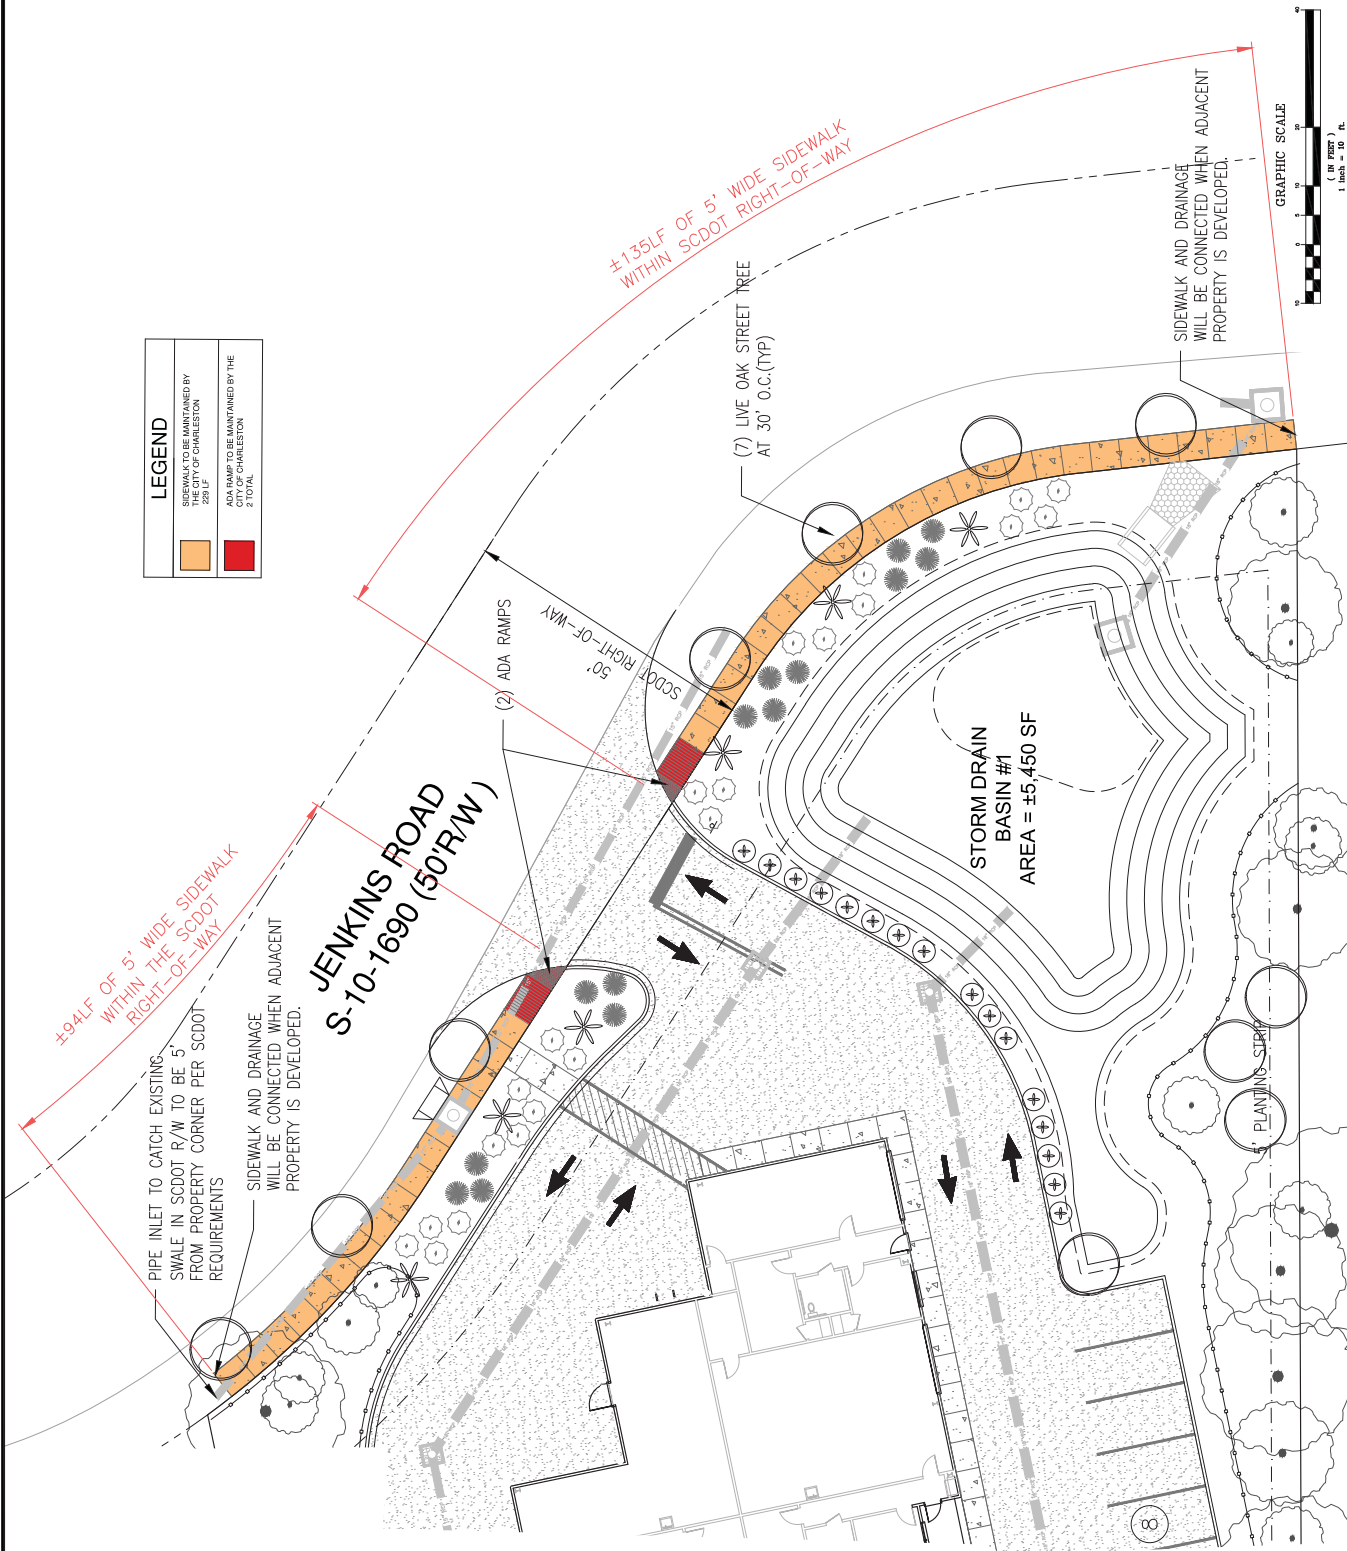 LEGEND
SIDEWALK TO BE MAINTAINED BY
THE CITY OF CHARLESTON
229 LF
ADA RAMP TO BE MAINTAINED BY THE
CITY OF CHARLESTON
2 TOTAL
±94LF OF 5' WIDE SIDEWALK
WITHIN THE SCDOT
RIGHT-OF-WAY
PIPE INLET TO CATCH EXISTING
SWALE IN SCDOT R/W TO BE 5'
FROM PROPERTY CORNER PER SCDOT
REQUIREMENTS
SIDEWALK AND DRAINAGE
WILL BE CONNECTED WHEN ADJACENT
PROPERTY IS DEVELOPED.
JENKINS ROAD
S-10-1690 (50'R/W )
(2) ADA RAMPS
50'
SCDOT
RIGHT-OF-WAY
±135LF OF 5' WIDE SIDEWALK
WITHIN SCDOT RIGHT-OF-WAY
(7) LIVE OAK STREET TREE
AT 30' O.C.(TYP)
STORM DRAIN
BASIN #1
AREA = ±5,450 SF
SIDEWALK AND DRAINAGE
WILL BE CONNECTED WHEN ADJACENT
PROPERTY IS DEVELOPED.
5' PLANTING STRIP
8
GRAPHIC SCALE
10 0 5 10 20 40
( IN FEET )
1 inch = 10 ft.